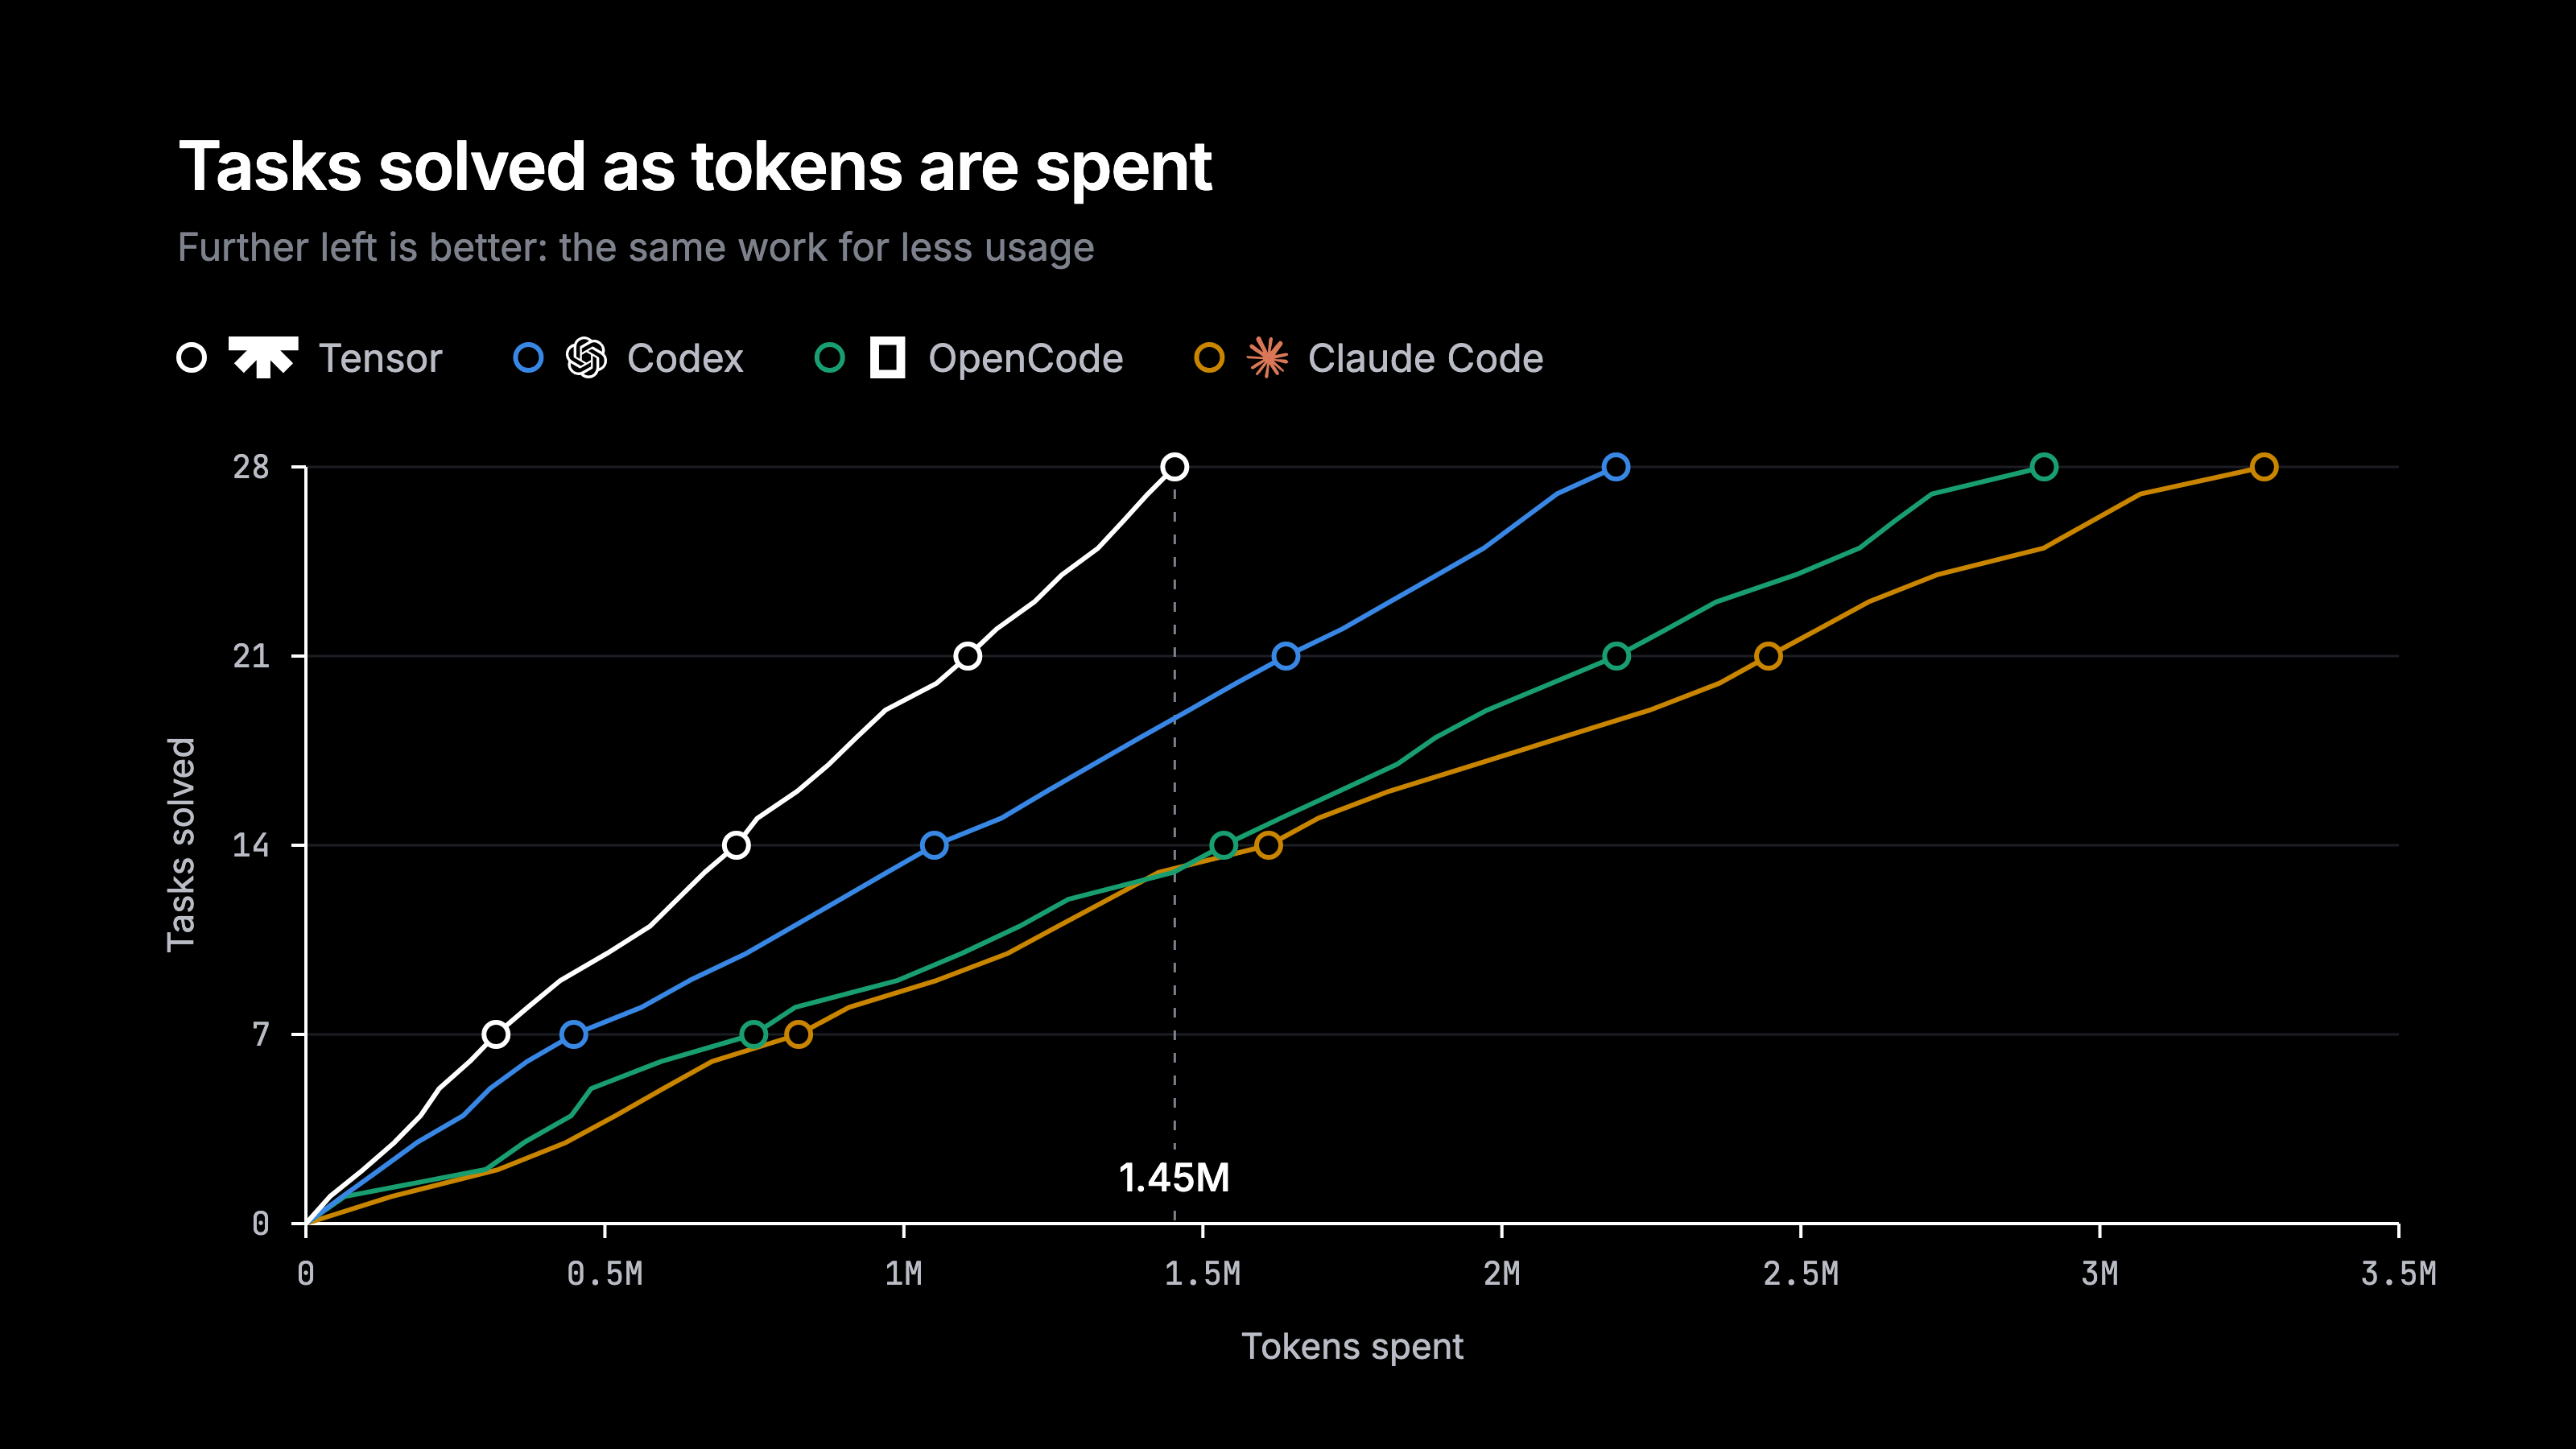 Tasks solved as tokens are spent
Further left is better: the same work for less usage
Tensor
Codex
OpenCode
Claude Code
28
21
14
7
0
Tasks solved
1.45M
0
0.5M
1M
1.5M
2M
2.5M
3M
3.5M
Tokens spent